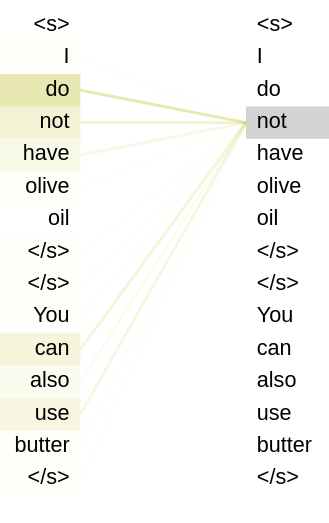 <s> <s>
I I
do do
not not
have have
olive olive
oil oil
</s> </s>
</s> </s>
You You
can can
also also
use use
butter butter
</s> </s>